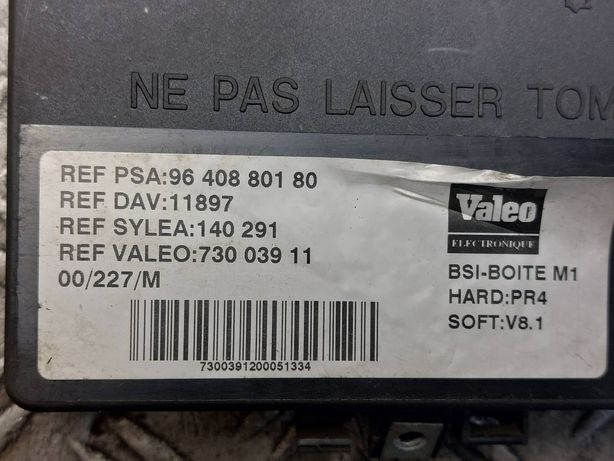 NE PAS LAISSER TOM
REF PSA:96 408 801 80
REF DAV:11897
REF SYLEA:140 291
REF VALEO:730 039 11
00/227/M
7300391200051334
Valeo
ELECTRONIQUE
BSI-BOITE M1
HARD:PR4
SOFT:V8.1